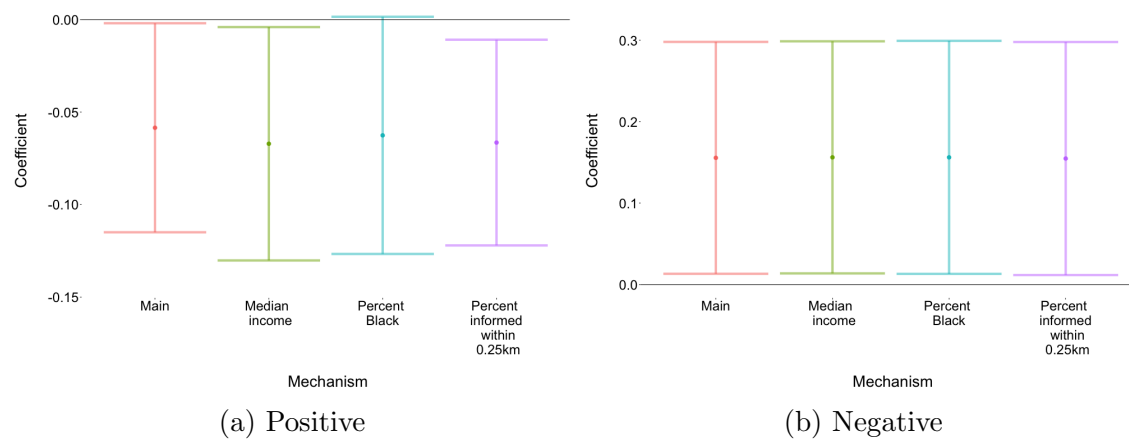 0.00
-0.05
-0.10
-0.15
Coefficient
Main
Median
income
Percent
Black
Percent
informed
within
0.25km
Mechanism
(a) Positive
0.3
0.2
0.1
0.0
Coefficient
Main
Median
income
Percent
Black
Percent
informed
within
0.25km
Mechanism
(b) Negative